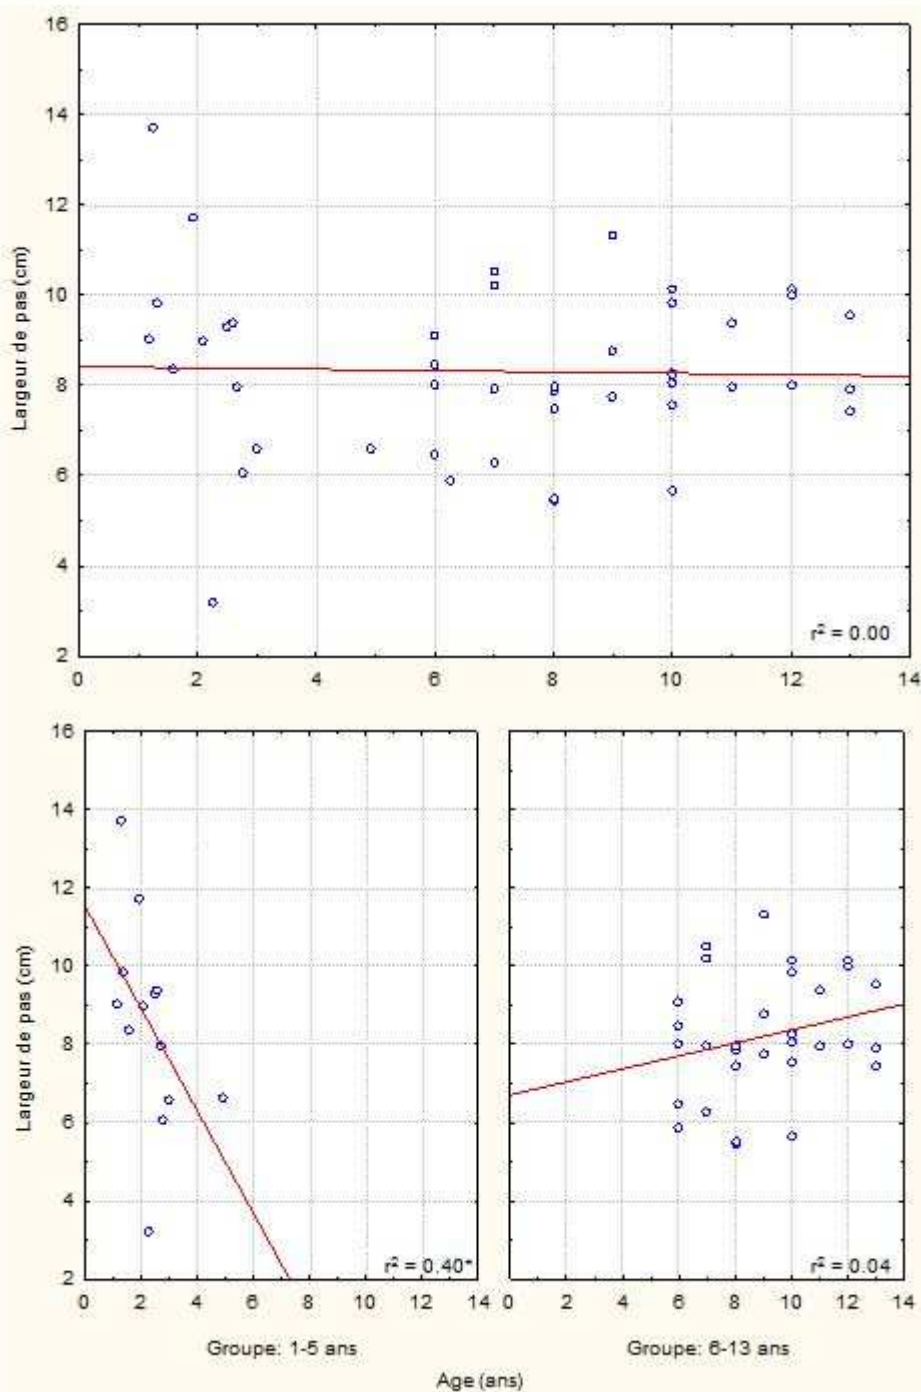 16
14
12
10
8
6
4
2
Largeur de pas (cm)
r² = 0.00
0 2 4 6 8 10 12 14
16
14
12
10
8
6
4
2
Largeur de pas (cm)
r² = 0.40*
r² = 0.04
0 2 4 6 8 10 12 14
0 2 4 6 8 10 12 14
Groupe: 1-5 ans
Groupe: 6-13 ans
Age (ans)